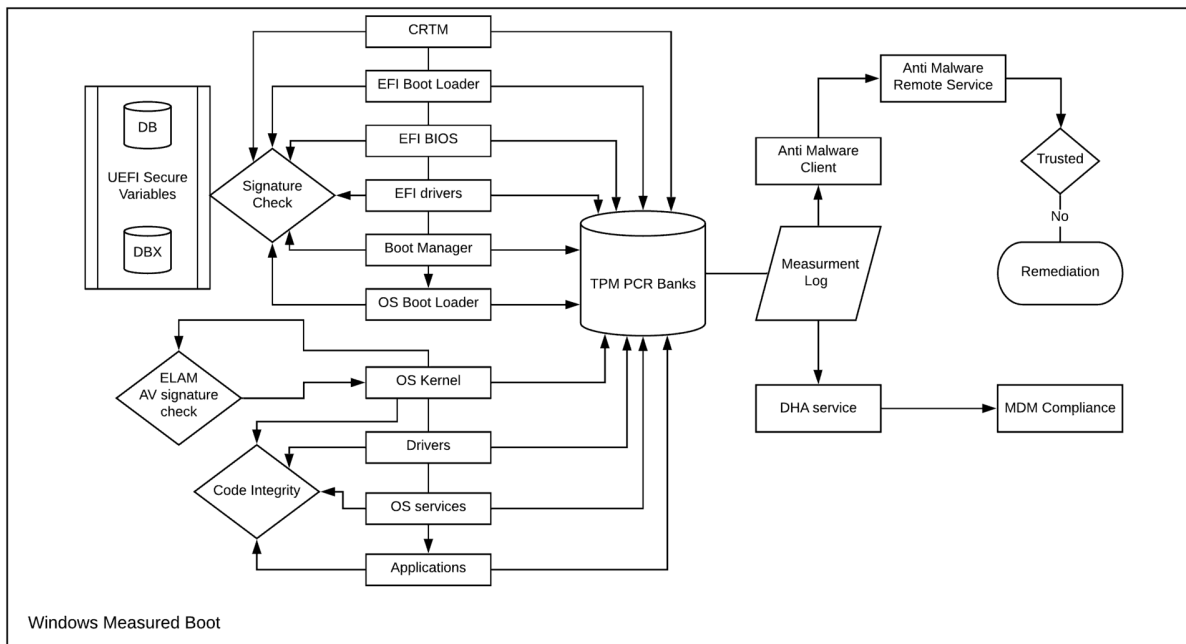 CRTM
EFI Boot Loader
EFI BIOS
EFI drivers
Boot Manager
OS Boot Loader
DB
UEFI Secure
Variables
DBX
Signature
Check
ELAM
AV signature
check
OS Kernel
Drivers
Code Integrity
OS services
Applications
TPM PCR Banks
Measurment
Log
Anti Malware
Client
Anti Malware
Remote Service
Trusted
No
Remediation
DHA service
MDM Compliance
Windows Measured Boot